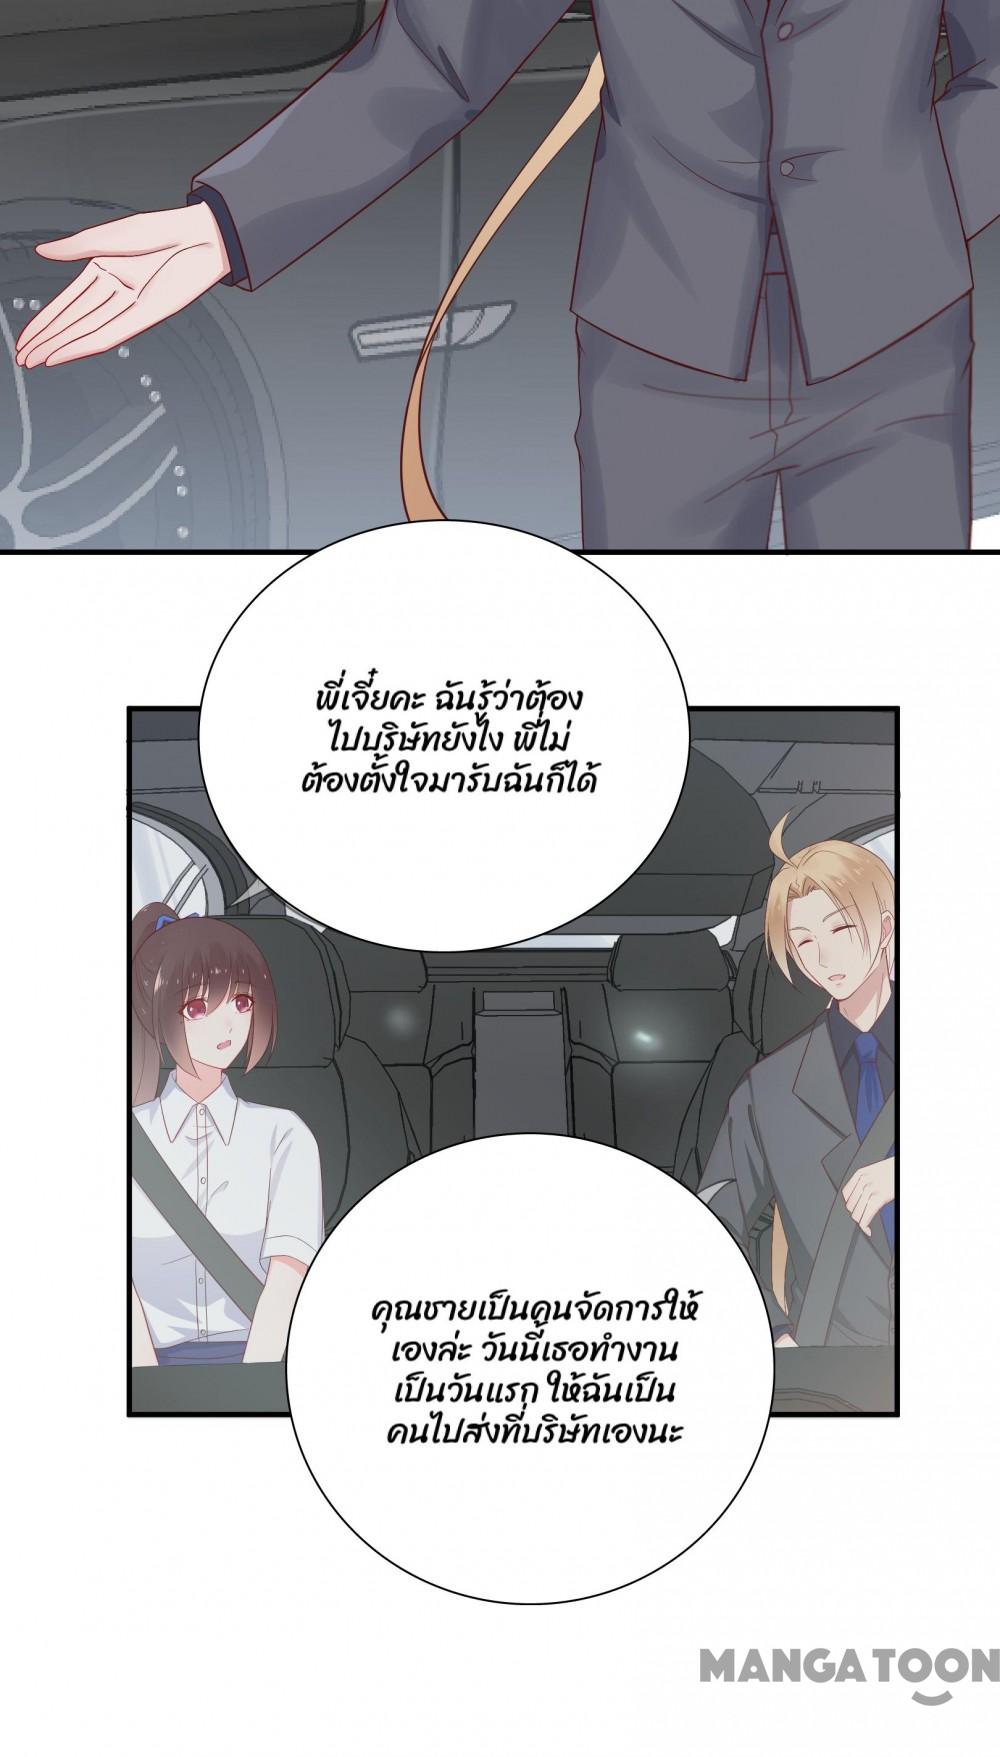 พี่เจี๋ยคะ ฉันรู้ว่าต้อง
ไปบริษัทยังไง พี่ไม่
ต้องตั้งใจมารับฉันก็ได้
คุณชายเป็นคนจัดการให้
เองล่ะ วันนี้เธอทำงาน
เป็นวันแรก ให้ฉันเป็น
คนไปส่งที่บริษัทเองนะ
MANGATOON